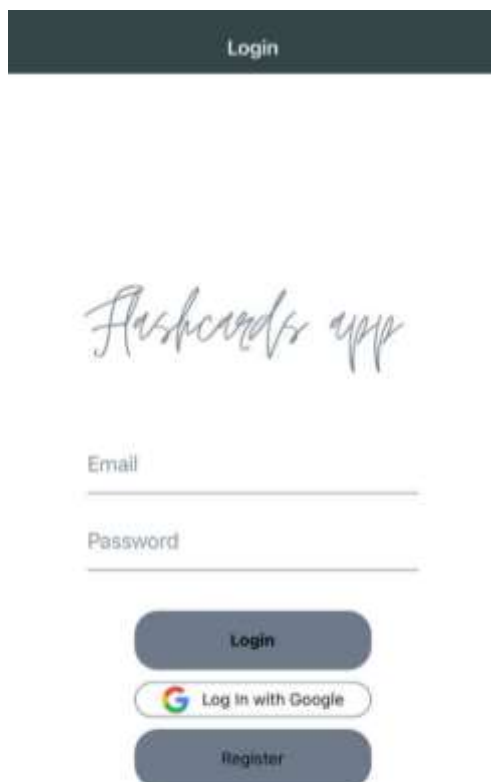 Login
Flashcards app
Email
Password
Login
Log In with Google
Register